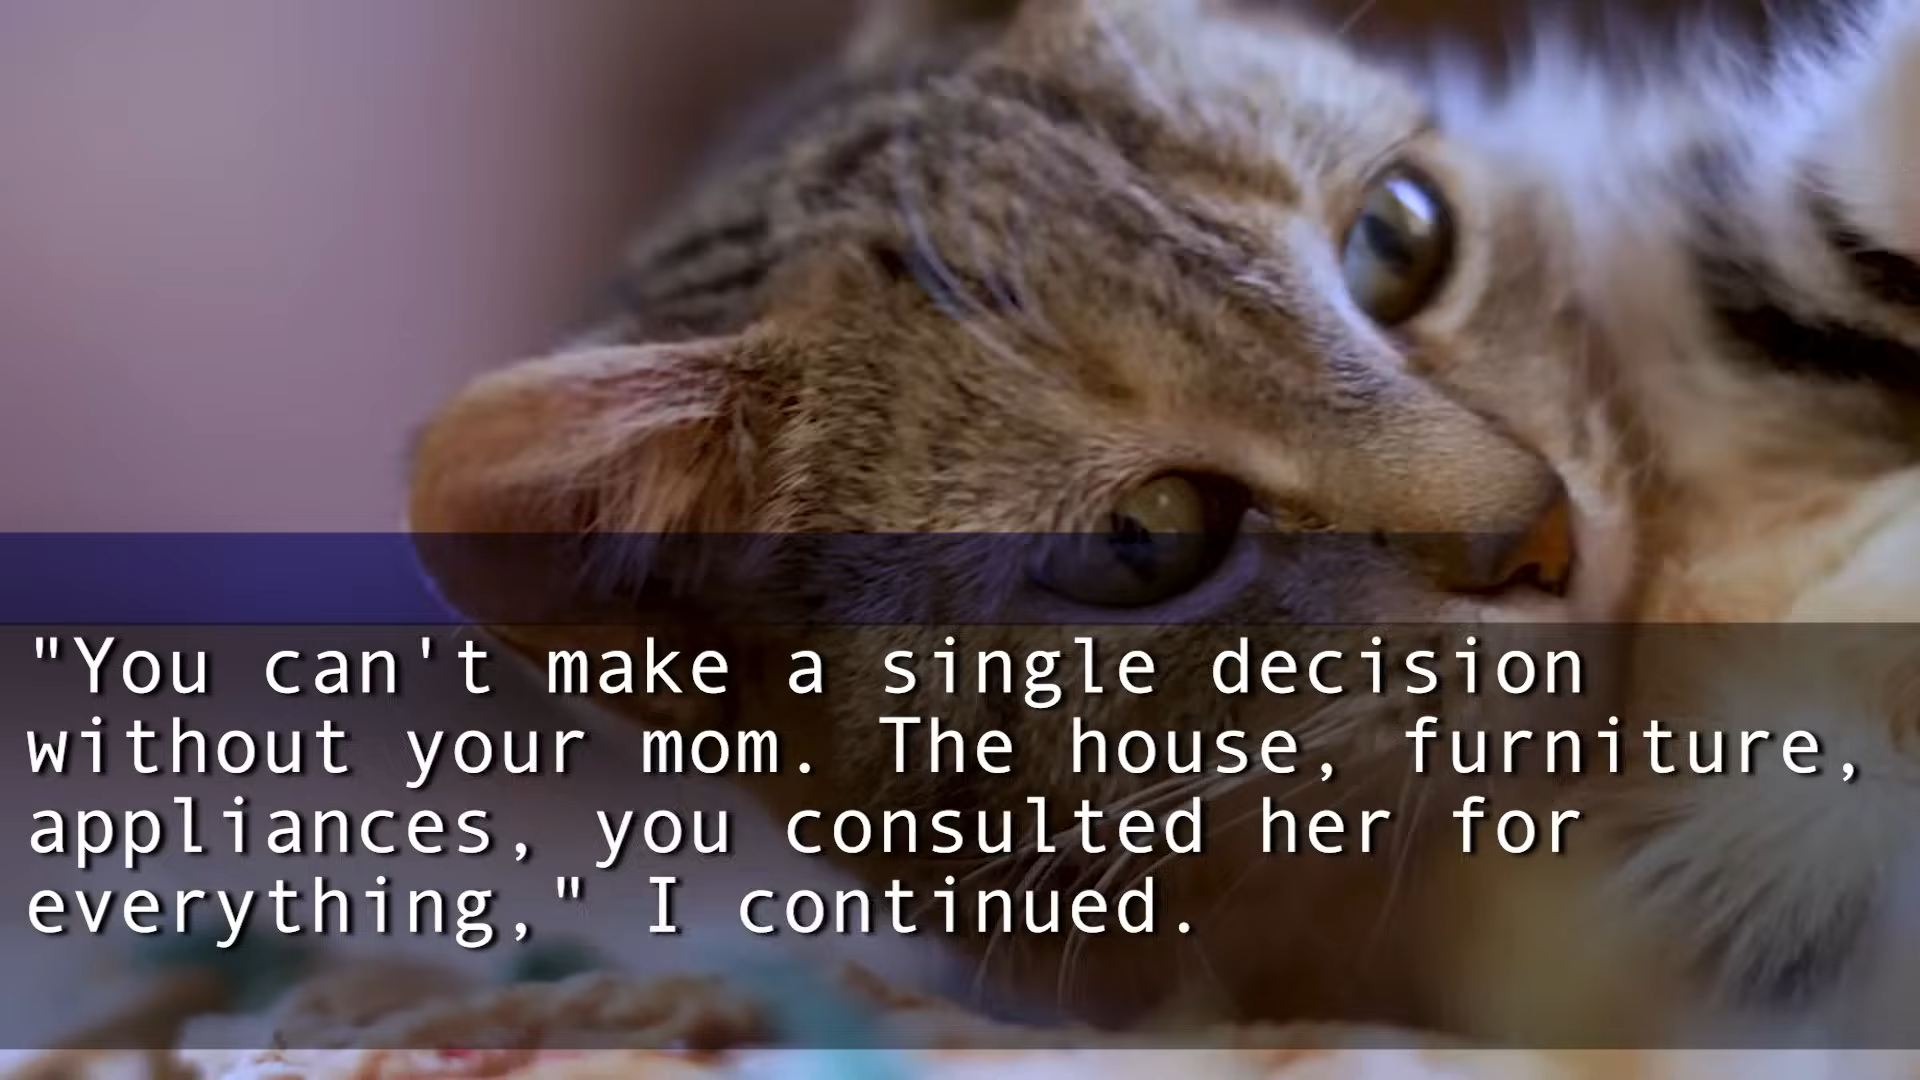 "You can't make a single decision
without your mom. The house, furniture,
appliances, you consulted her for
everything," I continued.